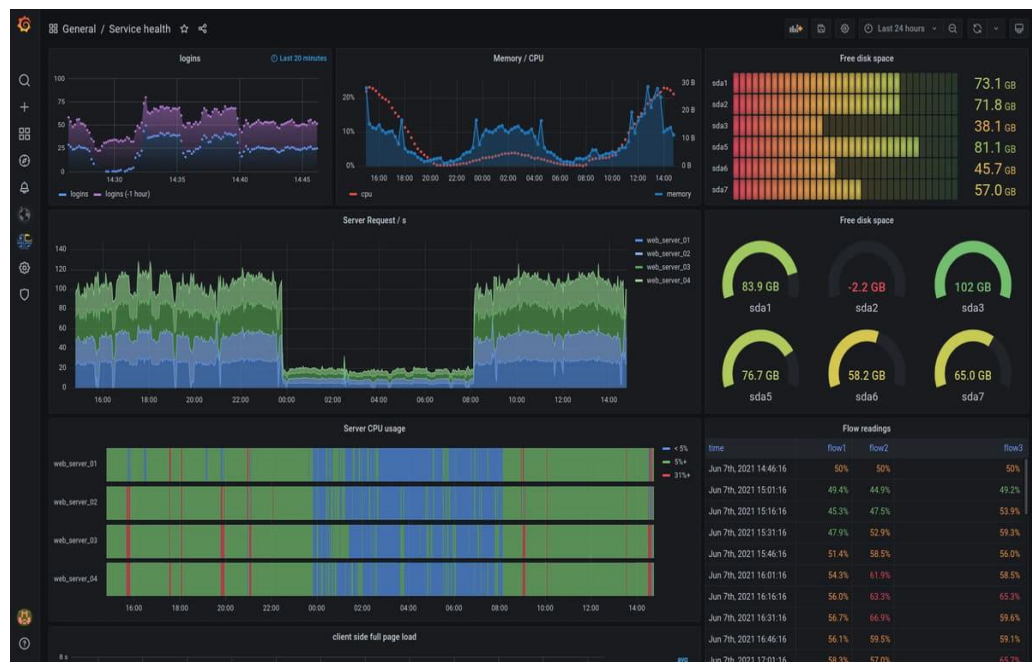 General / Service health
Last 24 hours
logins
Last 20 minutes
100
75
50
25
0
14:30 14:35 14:40 14:45
logins logins (-1 hour)
Memory / CPU
20%
10%
0%
30 B
20 B
10 B
0 B
16:00 18:00 20:00 22:00 00:00 02:00 04:00 06:00 08:00 10:00 12:00 14:00
cpu memory
Free disk space
sda1 73.1 GB
sda2 71.8 GB
sda3 38.1 GB
sda5 81.1 GB
sda6 45.7 GB
sda7 57.0 GB
Server Request / s
140
120
100
80
60
40
20
0
16:00 18:00 20:00 22:00 00:00 02:00 04:00 06:00 08:00 10:00 12:00 14:00
web_server_01
web_server_02
web_server_03
web_server_04
Free disk space
83.9 GB -2.2 GB 102 GB
sda1 sda2 sda3
76.7 GB 58.2 GB 65.0 GB
sda5 sda6 sda7
Server CPU usage
web_server_01
web_server_02
web_server_03
web_server_04
< 5%
5%+
31%+
16:00 18:00 20:00 22:00 00:00 02:00 04:00 06:00 08:00 10:00 12:00 14:00
Flow readings
time flow1 flow2 flow3
Jun 7th, 2021 14:46:16 50% 50% 50%
Jun 7th, 2021 15:01:16 49.4% 44.9% 49.2%
Jun 7th, 2021 15:16:16 45.3% 47.5% 53.9%
Jun 7th, 2021 15:31:16 47.9% 52.9% 59.3%
Jun 7th, 2021 15:46:16 51.4% 58.5% 56.0%
Jun 7th, 2021 16:01:16 54.3% 61.9% 58.5%
Jun 7th, 2021 16:16:16 56.0% 63.3% 65.3%
Jun 7th, 2021 16:31:16 56.7% 66.9% 59.6%
Jun 7th, 2021 16:46:16 56.1% 59.5% 59.1%
Jun 7th, 2021 17:01:16 58.3% 57.0% 65.7%
client side full page load
8 s
avg